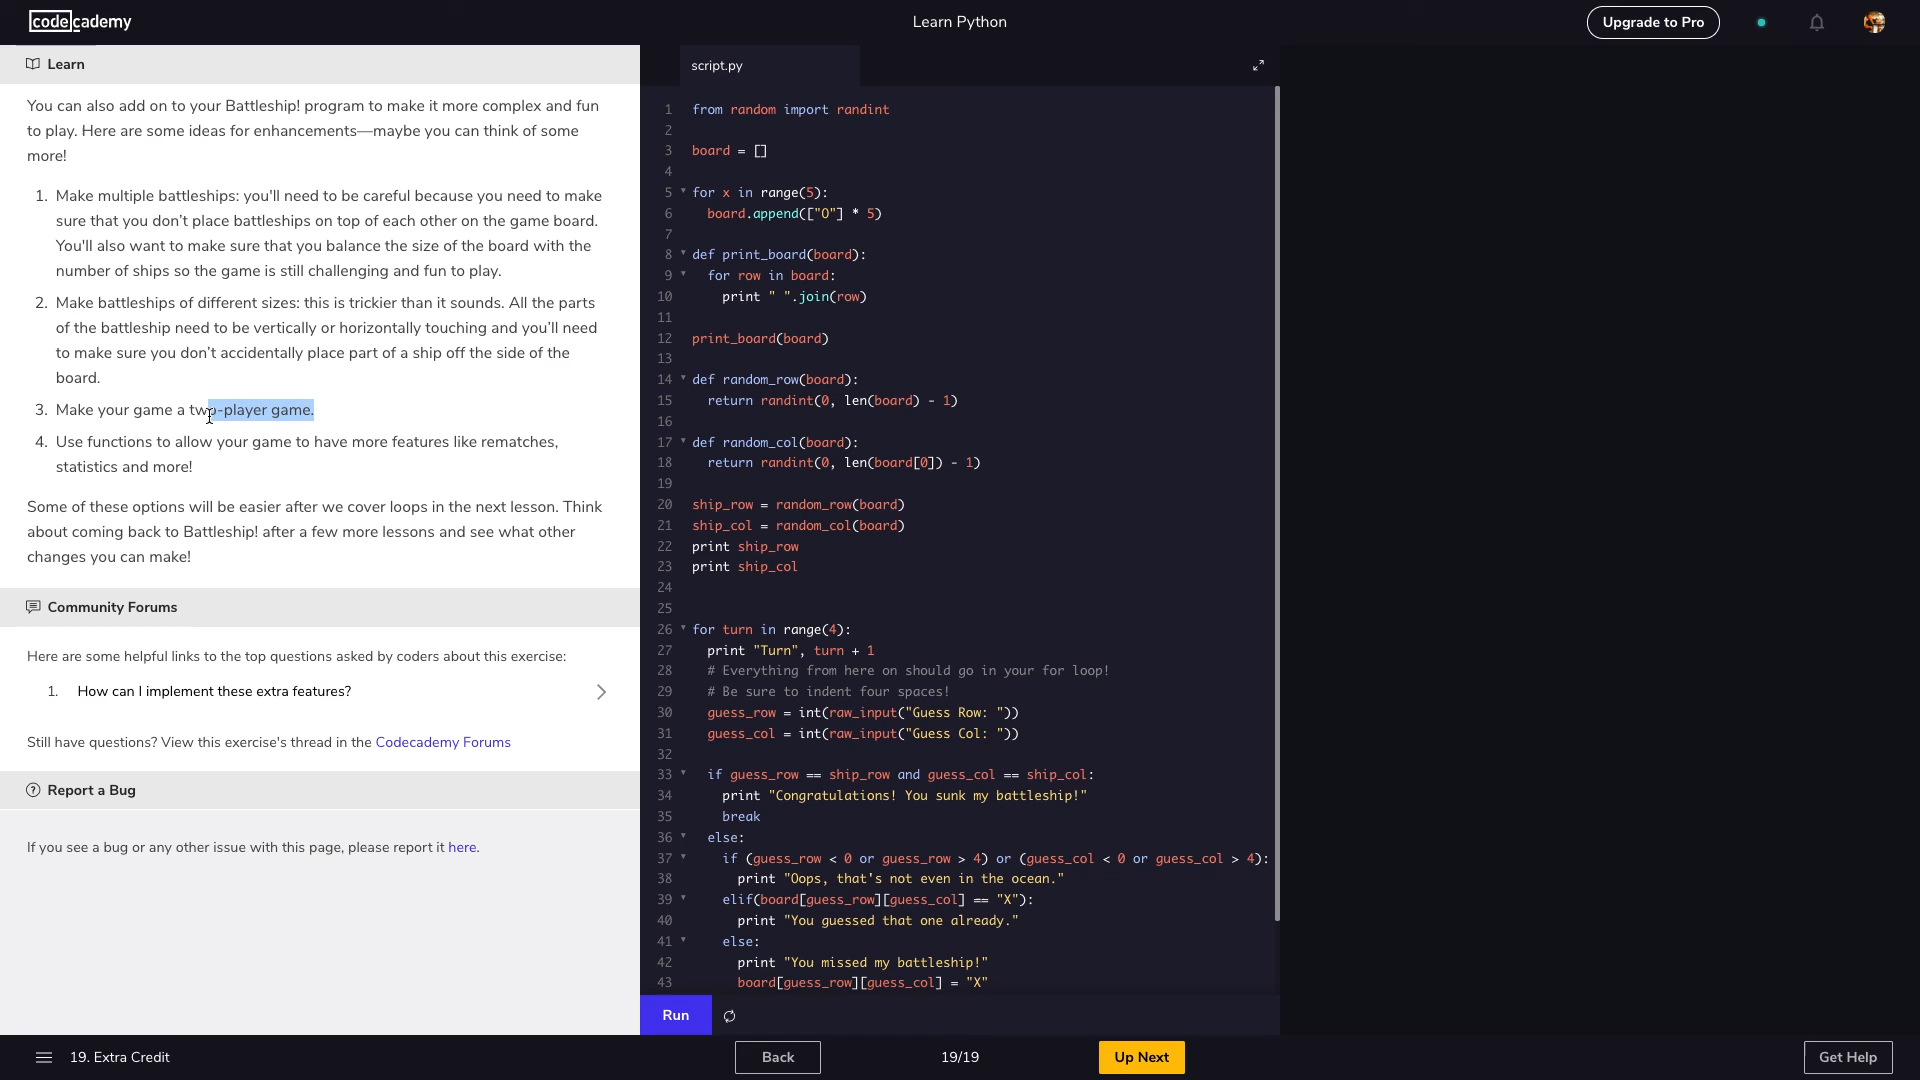 codecademy
Learn Python
Upgrade to Pro
Learn
You can also add on to your Battleship! program to make it more complex and fun
to play. Here are some ideas for enhancements—maybe you can think of some
more!
1. Make multiple battleships: you'll need to be careful because you need to make
sure that you don’t place battleships on top of each other on the game board.
You'll also want to make sure that you balance the size of the board with the
number of ships so the game is still challenging and fun to play.
2. Make battleships of different sizes: this is trickier than it sounds. All the parts
of the battleship need to be vertically or horizontally touching and you’ll need
to make sure you don’t accidentally place part of a ship off the side of the
board.
3. Make your game a two-player game.
4. Use functions to allow your game to have more features like rematches,
statistics and more!
Some of these options will be easier after we cover loops in the next lesson. Think
about coming back to Battleship! after a few more lessons and see what other
changes you can make!
Community Forums
Here are some helpful links to the top questions asked by coders about this exercise:
1. How can I implement these extra features?
Still have questions? View this exercise's thread in the Codecademy Forums
Report a Bug
If you see a bug or any other issue with this page, please report it here.
script.py
1 from random import randint
2
3 board = []
4
5 for x in range(5):
6 board.append(["O"] * 5)
7
8 def print_board(board):
9 for row in board:
10 print " ".join(row)
11
12 print_board(board)
13
14 def random_row(board):
15 return randint(0, len(board) - 1)
16
17 def random_col(board):
18 return randint(0, len(board[0]) - 1)
19
20 ship_row = random_row(board)
21 ship_col = random_col(board)
22 print ship_row
23 print ship_col
24
25
26 for turn in range(4):
27 print "Turn", turn + 1
28 # Everything from here on should go in your for loop!
29 # Be sure to indent four spaces!
30 guess_row = int(raw_input("Guess Row: "))
31 guess_col = int(raw_input("Guess Col: "))
32
33 if guess_row == ship_row and guess_col == ship_col:
34 print "Congratulations! You sunk my battleship!"
35 break
36 else:
37 if (guess_row < 0 or guess_row > 4) or (guess_col < 0 or guess_col > 4):
38 print "Oops, that's not even in the ocean."
39 elif(board[guess_row][guess_col] == "X"):
40 print "You guessed that one already."
41 else:
42 print "You missed my battleship!"
43 board[guess_row][guess_col] = "X"
Run
19. Extra Credit
Back
19/19
Up Next
Get Help